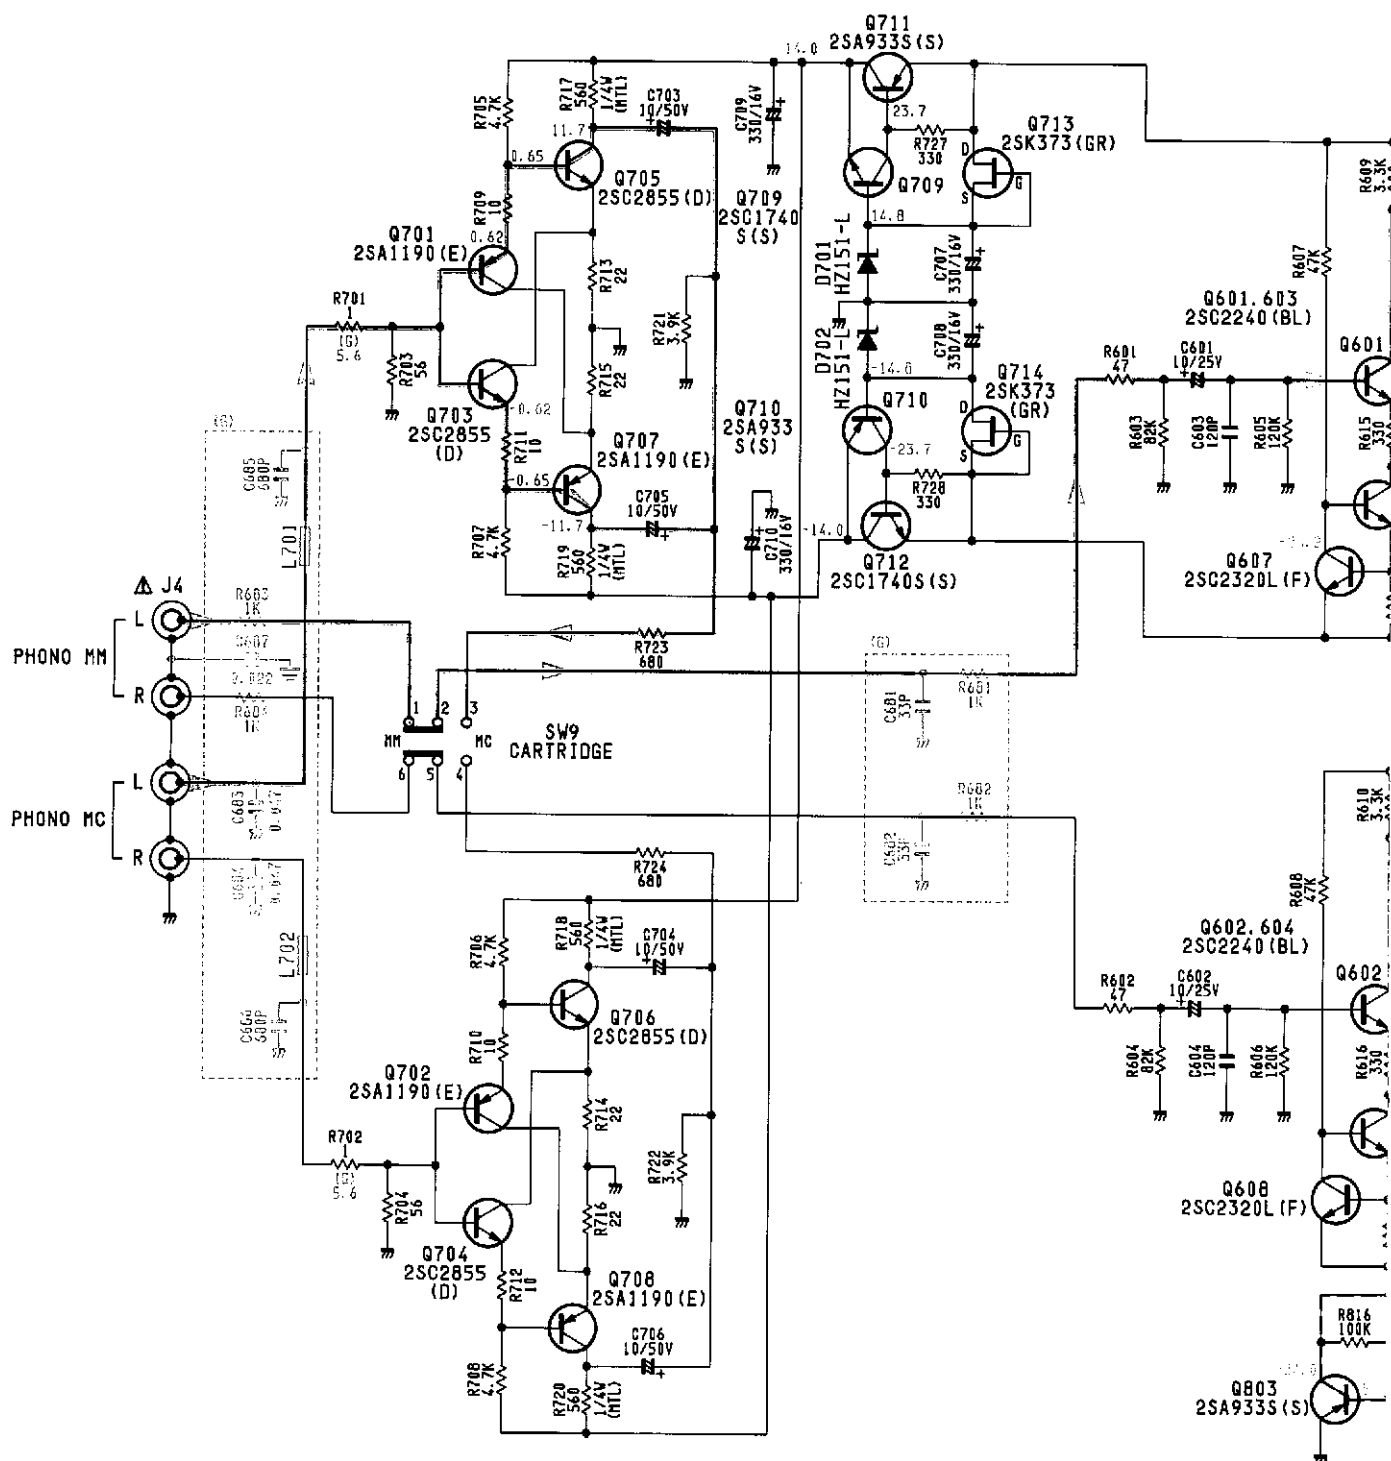 Q711
2SA933S(S)
14.0
R705
4.7K
R717
560
1/4W
(MTL)
C703
10/50V
+
C709
330/16V
+
23.7
R727
330
Q713
2SK373(GR)
D
S
G
11.7
0.65
Q705
2SC2855(D)
Q709
2SC1740
S(S)
Q709
14.8
R609
3.3K
R709
10
0.62
Q701
2SA1190(E)
R713
22
D701
HZ151-L
C707
330/16V
+
R607
47K
R701
1
(G)
5.6
R703
56
R721
3.9K
D702
HZ151-L
C708
330/16V
+
Q601.603
2SC2240(BL)
R601
47
C601
10/25V
+
Q601
R715
22
-14.8
Q714
2SK373
(GR)
D
G
S
Q703
2SC2855
(D)
-0.62
R711
10
Q710
2SA933
S(S)
Q710
-23.7
R728
330
R603
82K
C603
120P
R605
120K
R615
330
(G)
C685
680P
Q707
2SA1190(E)
-0.65
C705
10/50V
+
-11.7
R707
4.7K
R719
560
1/4W
(MTL)
C710
330/16V
+
-14.0
Q712
2SC1740S(S)
Q607
2SC2320L(F)
L701
J4
L
R683
1K
C687
0.022
PHONO MM
R
1K
R723
680
(G)
C681
33P
R681
1K
1
2
3
MM
MC
6
5
4
SW9
CARTRIDGE
L
C683
0.047
PHONO MC
R
0.047
R682
1K
C682
33P
R724
680
R610
3.3K
R608
47K
L702
C686
680P
R706
4.7K
R718
560
1/4W
(MTL)
C704
10/50V
+
Q706
2SC2855(D)
Q602.604
2SC2240(BL)
R602
47
C602
10/25V
+
Q602
R710
10
Q702
2SA1190(E)
R714
22
R604
82K
C604
120P
R606
120K
R616
330
R702
1
(G)
5.6
R704
56
R722
3.9K
R716
22
Q608
2SC2320L(F)
Q704
2SC2855
(D)
R712
10
Q708
2SA1190(E)
C706
10/50V
+
R708
4.7K
R720
560
1/4W
(MTL)
R816
100K
Q803
2SA933S(S)